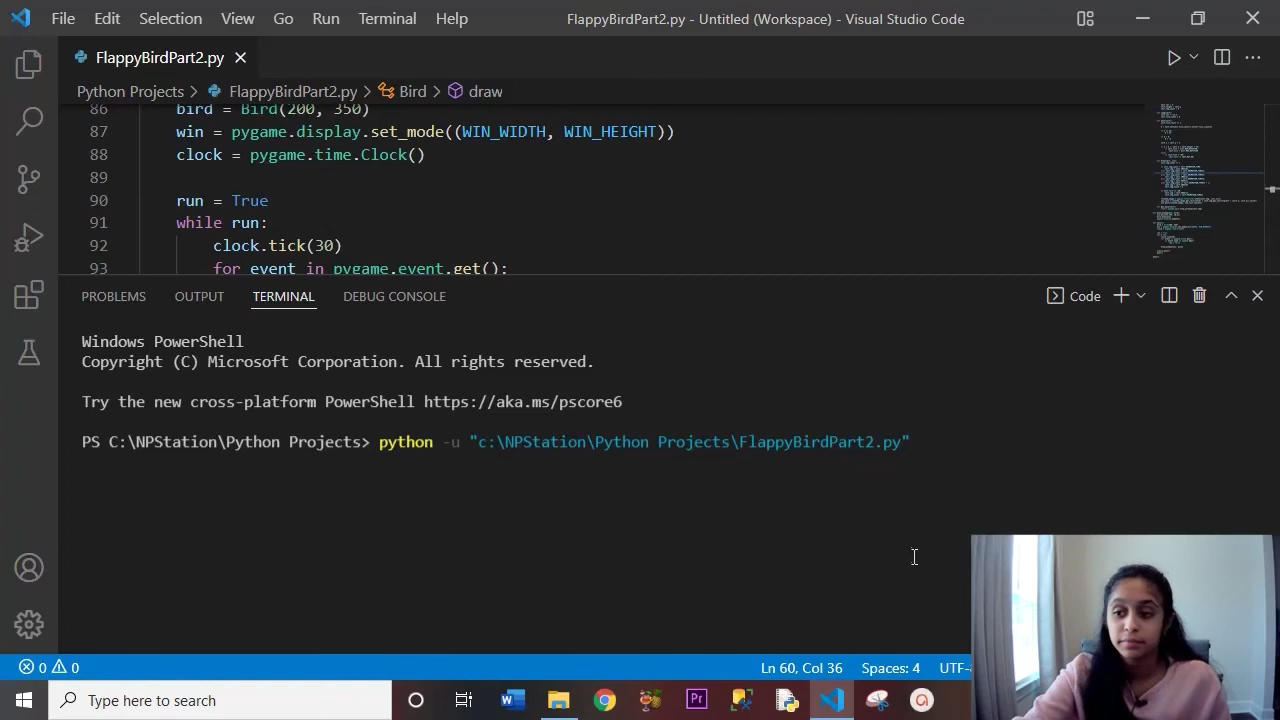 File Edit Selection View Go Run Terminal Help FlappyBirdPart2.py - Untitled (Workspace) - Visual Studio Code
FlappyBirdPart2.py
Python Projects > FlappyBirdPart2.py > Bird > draw
86 bird = Bird(200, 350)
87 win = pygame.display.set_mode((WIN_WIDTH, WIN_HEIGHT))
88 clock = pygame.time.Clock()
89
90 run = True
91 while run:
92 clock.tick(30)
93 for event in pygame.event.get():
PROBLEMS OUTPUT TERMINAL DEBUG CONSOLE Code
Windows PowerShell
Copyright (C) Microsoft Corporation. All rights reserved.
Try the new cross-platform PowerShell https://aka.ms/pscore6
PS C:\NPStation\Python Projects> python -u "c:\NPStation\Python Projects\FlappyBirdPart2.py"
0 0 Ln 60, Col 36 Spaces: 4 UTF-
Type here to search